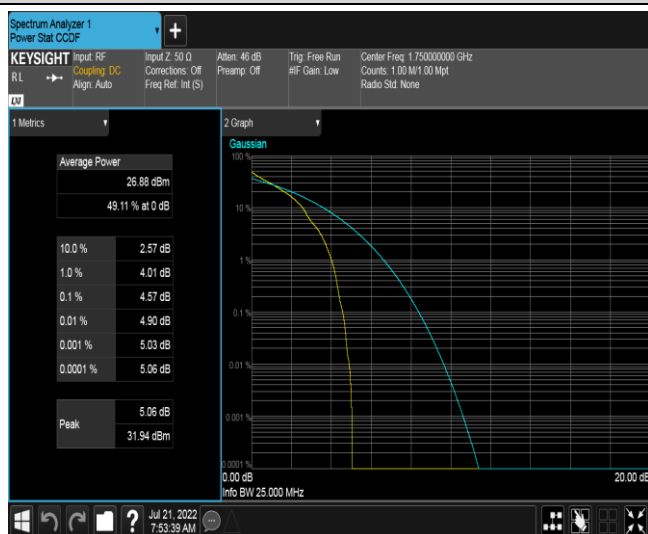 Spectrum Analyzer 1
Power Stat CCDF
KEYSIGHT
RL
LXI
Input: RF
Coupling: DC
Align: Auto
Input Z: 50 Ω
Corrections: Off
Freq Ref: Int (S)
Atten: 46 dB
Preamp: Off
Trig: Free Run
#IF Gain: Low
Center Freq: 1.750000000 GHz
Counts: 1.00 M/1.00 Mpt
Radio Std: None
1 Metrics
Average Power
26.88 dBm
49.11 % at 0 dB
10.0 % 2.57 dB
1.0 % 4.01 dB
0.1 % 4.57 dB
0.01 % 4.90 dB
0.001 % 5.03 dB
0.0001 % 5.06 dB
Peak
5.06 dB
31.94 dBm
2 Graph
Gaussian
100 %
10 %
1 %
0.1 %
0.01 %
0.001 %
0.0001 %
0.00 dB
20.00 dB
Info BW 25.000 MHz
?
Jul 21, 2022
7:53:39 AM